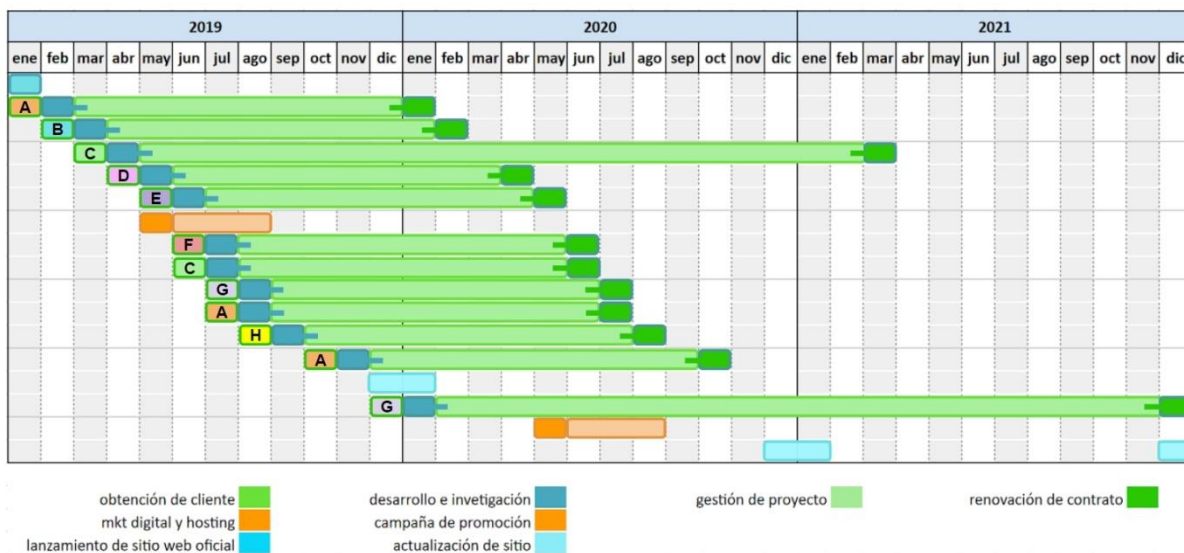 2019 2020 2021
ene feb mar abr may jun jul ago sep oct nov dic ene feb mar abr may jun jul ago sep oct nov dic ene feb mar abr may jun jul ago sep oct nov dic
A
B
C
D
E
F
C
G
A
H
A
G
obtención de cliente desarrollo e invetigación gestión de proyecto renovación de contrato
mkt digital y hosting campaña de promoción
lanzamiento de sitio web oficial actualización de sitio